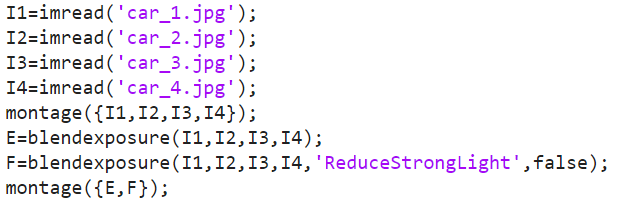 I1=imread('car_1.jpg');
I2=imread('car_2.jpg');
I3=imread('car_3.jpg');
I4=imread('car_4.jpg');
montage({I1,I2,I3,I4});
E=blendexposure(I1,I2,I3,I4);
F=blendexposure(I1,I2,I3,I4,'ReduceStrongLight',false);
montage({E,F});